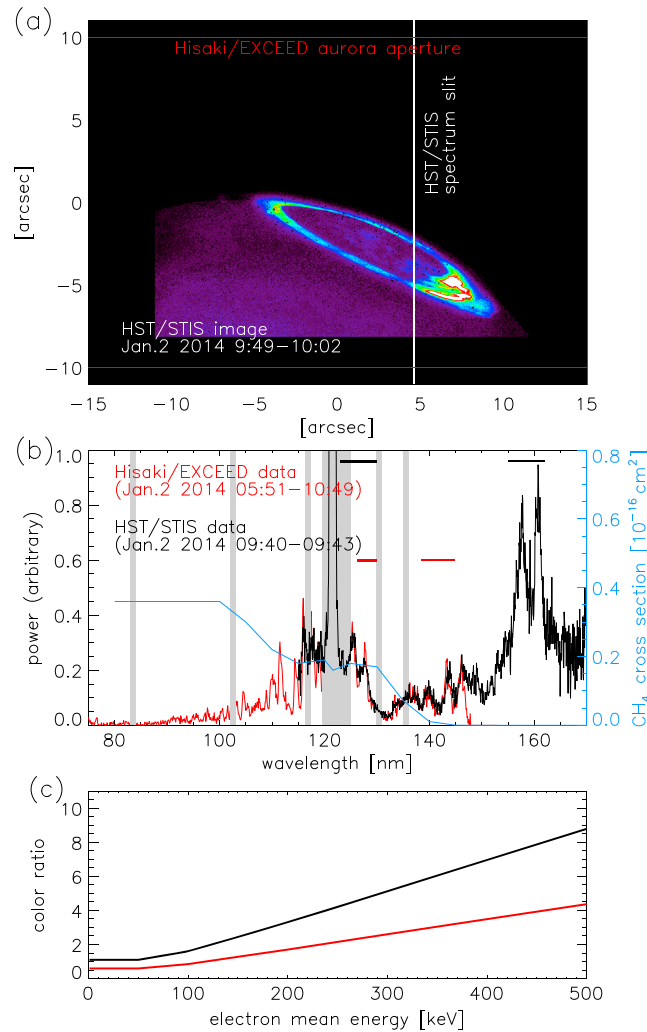 (a)
10
5
0
−5
−10
[arcsec]
Hisaki/EXCEED aurora aperture
HST/STIS
spectrum slit
HST/STIS image
Jan.2 2014 9:49−10:02
−15 −10 −5 0 5 10 15
[arcsec]
(b)
1.0
0.8
0.6
0.4
0.2
0.0
power (arbitrary)
Hisaki/EXCEED data
(Jan.2 2014 05:51−10:49)
HST/STIS data
(Jan.2 2014 09:40−09:43)
0.8
0.6
0.4
0.2
0.0
CH4 cross section [10−16 cm2]
80 100 120 140 160
wavelength [nm]
(c)
10
8
6
4
2
0
color ratio
0 100 200 300 400 500
electron mean energy [keV]